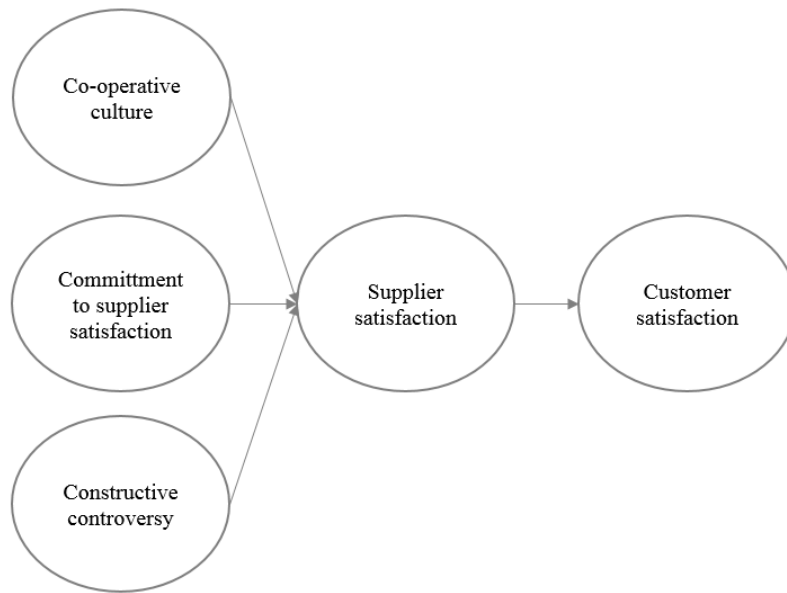 Co-operative
culture
Committment
to supplier
satisfaction
Constructive
controversy
Supplier
satisfaction
Customer
satisfaction